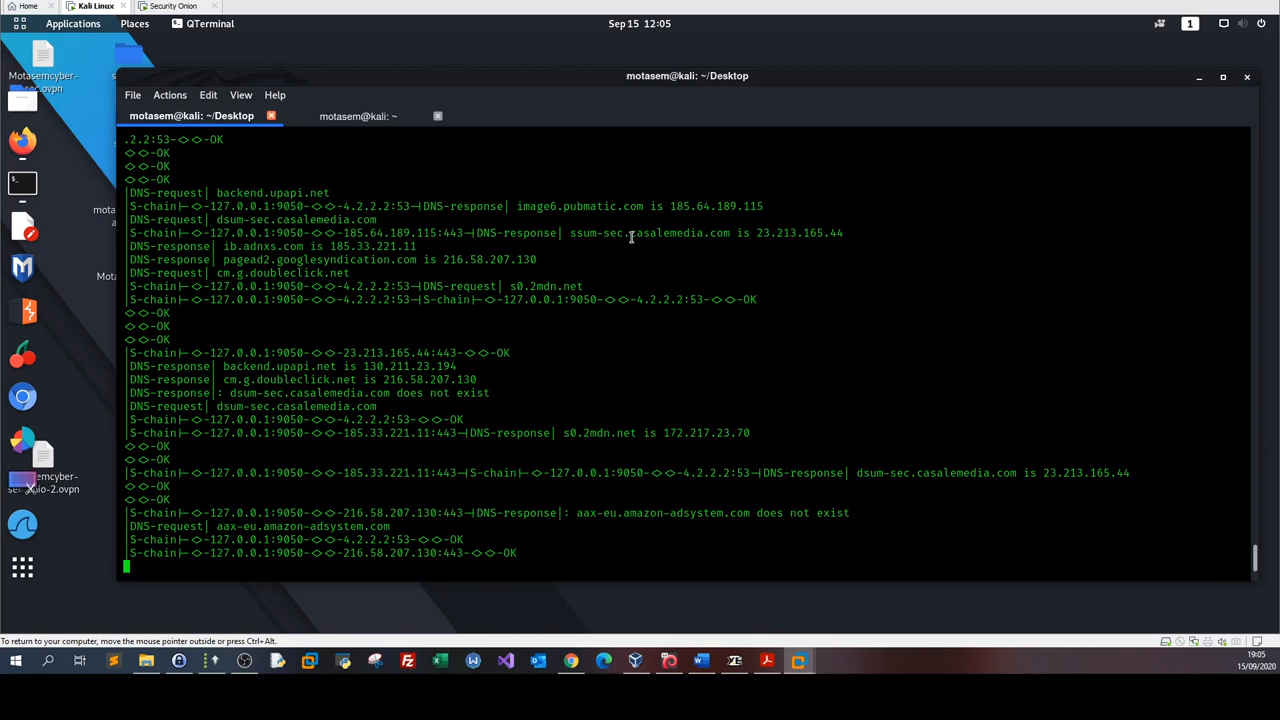 Home
Kali Linux
Security Onion
Applications
Places
QTerminal
Sep 15 12:05
1
Motasemcyber-
sec.ovpn
motasem@kali: ~/Desktop
File Actions Edit View Help
motasem@kali: ~/Desktop
motasem@kali: ~
.2.2:53-<><>-OK
<><>-OK
<><>-OK
<><>-OK
|DNS-request| backend.upapi.net
|S-chain|-<>-127.0.0.1:9050-<><>-4.2.2.2:53-|DNS-response| image6.pubmatic.com is 185.64.189.115
|DNS-request| dsum-sec.casalemedia.com
|S-chain|-<>-127.0.0.1:9050-<><>-185.64.189.115:443-|DNS-response| ssum-sec.casalemedia.com is 23.213.165.44
|DNS-response| ib.adnxs.com is 185.33.221.11
|DNS-response| pagead2.googlesyndication.com is 216.58.207.130
|DNS-request| cm.g.doubleclick.net
|S-chain|-<>-127.0.0.1:9050-<><>-4.2.2.2:53-|DNS-request| s0.2mdn.net
|S-chain|-<>-127.0.0.1:9050-<><>-4.2.2.2:53-|S-chain|-<>-127.0.0.1:9050-<><>-4.2.2.2:53-<><>-OK
<><>-OK
<><>-OK
<><>-OK
|S-chain|-<>-127.0.0.1:9050-<><>-23.213.165.44:443-<><>-OK
|DNS-response| backend.upapi.net is 130.211.23.194
|DNS-response| cm.g.doubleclick.net is 216.58.207.130
|DNS-response|: dsum-sec.casalemedia.com does not exist
|DNS-request| dsum-sec.casalemedia.com
|S-chain|-<>-127.0.0.1:9050-<><>-4.2.2.2:53-<><>-OK
|S-chain|-<>-127.0.0.1:9050-<><>-185.33.221.11:443-|DNS-response| s0.2mdn.net is 172.217.23.70
<><>-OK
<><>-OK
|S-chain|-<>-127.0.0.1:9050-<><>-185.33.221.11:443-|S-chain|-<>-127.0.0.1:9050-<><>-4.2.2.2:53-|DNS-response| dsum-sec.casalemedia.com is 23.213.165.44
<><>-OK
<><>-OK
|S-chain|-<>-127.0.0.1:9050-<><>-216.58.207.130:443-|DNS-response|: aax-eu.amazon-adsystem.com does not exist
|DNS-request| aax-eu.amazon-adsystem.com
|S-chain|-<>-127.0.0.1:9050-<><>-4.2.2.2:53-<><>-OK
|S-chain|-<>-127.0.0.1:9050-<><>-216.58.207.130:443-<><>-OK
To return to your computer, move the mouse pointer outside or press Ctrl+Alt.
19:05
15/09/2020